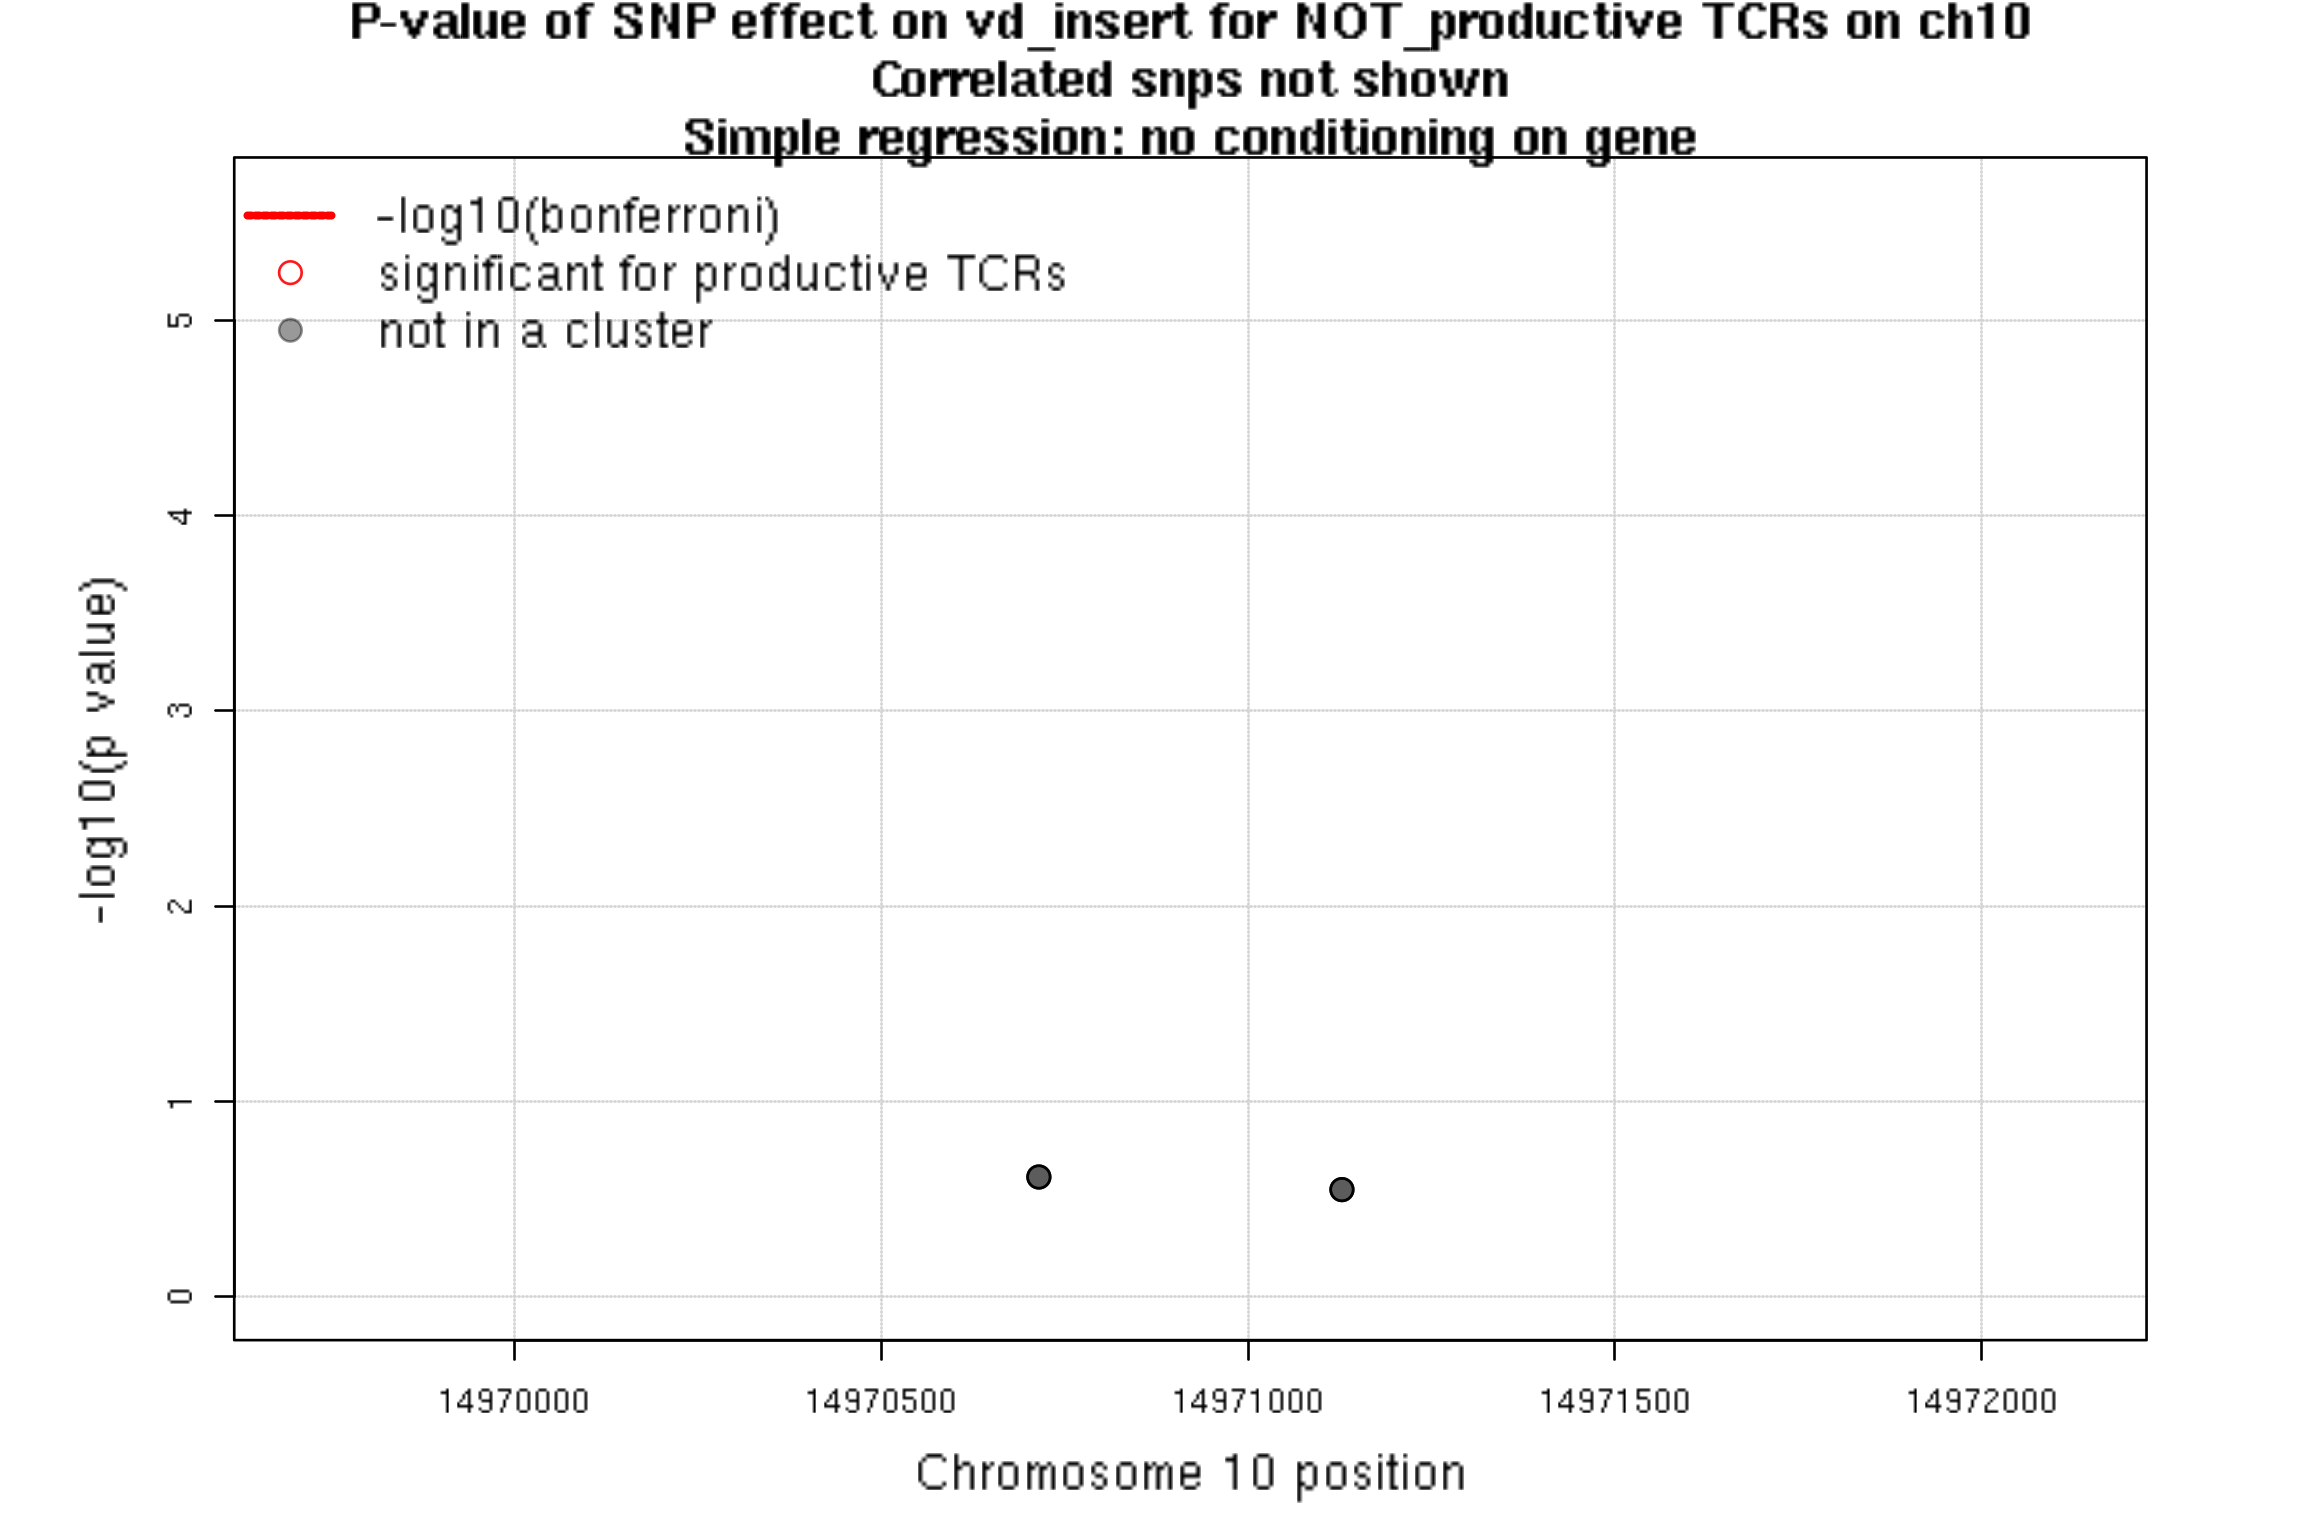 P-value of SNP effect on vd_insert for NOT_productive TCRs on ch10
Correlated snps not shown
Simple regression: no conditioning on gene
-log10(bonferroni)
significant for productive TCRs
not in a cluster
5
4
3
2
1
0
-log10(p value)
14970000 14970500 14971000 14971500 14972000
Chromosome 10 position